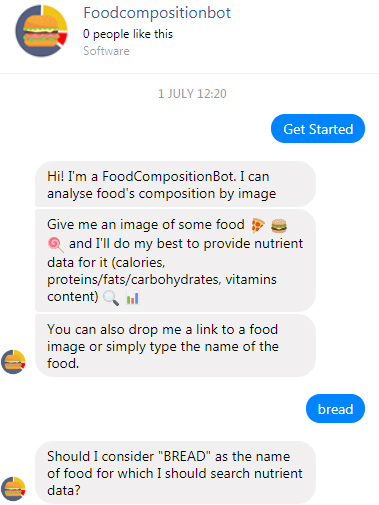 Foodcompositionbot
0 people like this
Software
1 JULY 12:20
Get Started
Hi! I'm a FoodCompositionBot. I can
analyse food's composition by image
Give me an image of some food 🍕 🍔
🍭 and I'll do my best to provide nutrient
data for it (calories,
proteins/fats/carbohydrates, vitamins
content) 🔍 📊
You can also drop me a link to a food
image or simply type the name of the
food.
bread
Should I consider "BREAD" as the name
of food for which I should search nutrient
data?